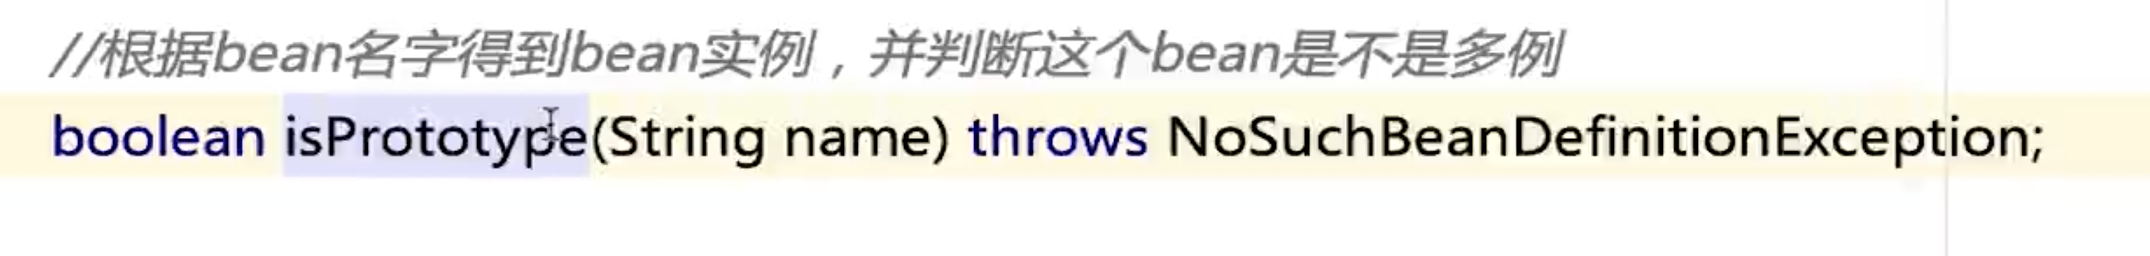 //根据bean名字得到bean实例，并判断这个bean是不是多例
boolean isPrototype(String name) throws NoSuchBeanDefinitionException;